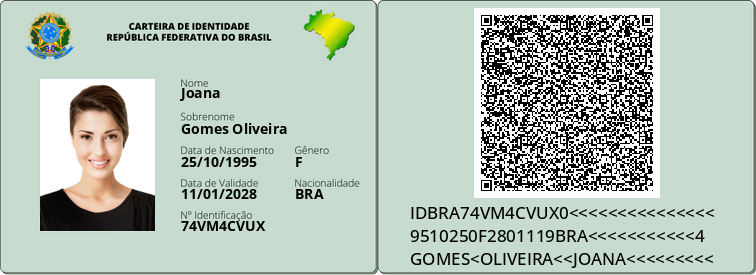 CARTEIRA DE IDENTIDADE
REPÚBLICA FEDERATIVA DO BRASIL
Nome
Joana
Sobrenome
Gomes Oliveira
Data de Nascimento Gênero
25/10/1995 F
Data de Validade Nacionalidade
11/01/2028 BRA
Nº Identificação
74VM4CVUX
IDBRA74VM4CVUX0<<<<<<<<<<<<<<<
9510250F2801119BRA<<<<<<<<<<<4
GOMES<OLIVEIRA<<JOANA<<<<<<<<<